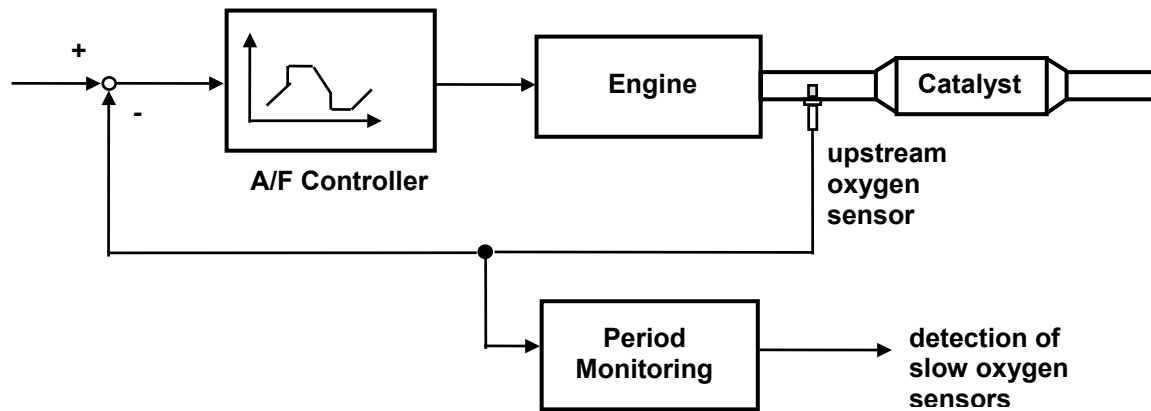 +
-
A/F Controller
Engine
Catalyst
upstream
oxygen
sensor
Period
Monitoring
detection of
slow oxygen
sensors